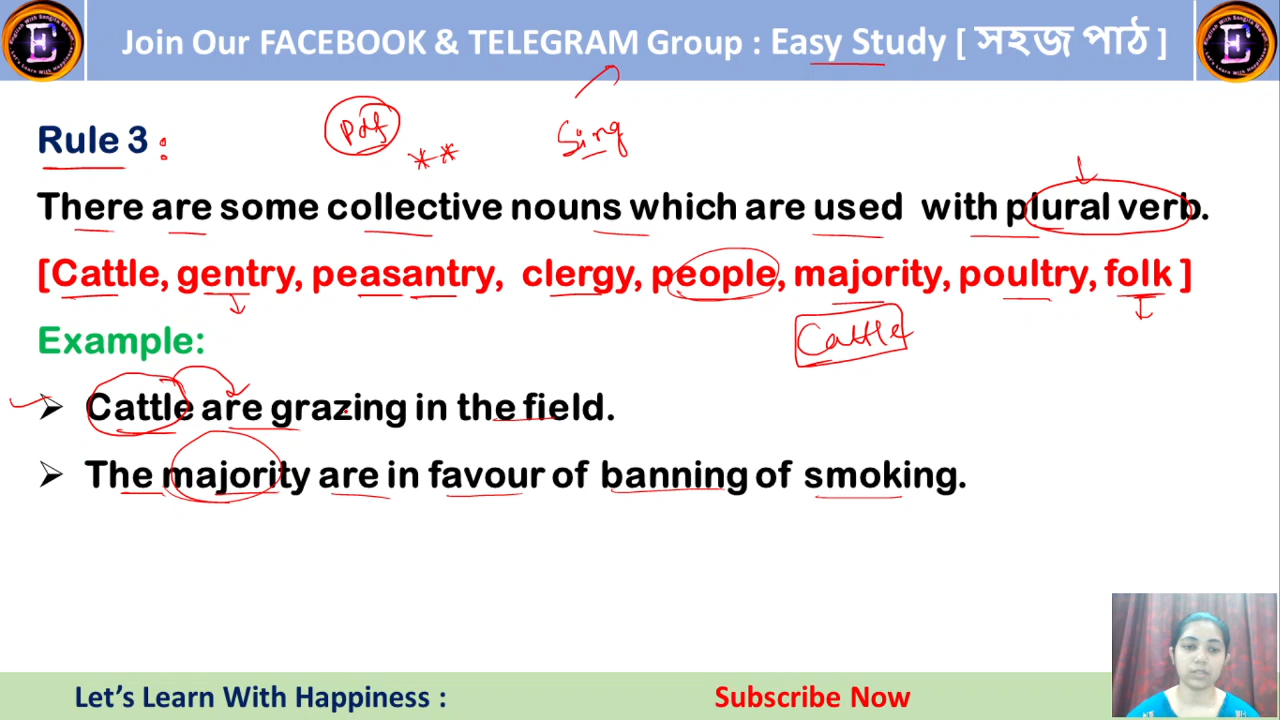 Join Our FACEBOOK & TELEGRAM Group : Easy Study [ সহজ পাঠ ]
E
E
Pdf
Sing
Rule 3 :
There are some collective nouns which are used with plural verb.
[Cattle, gentry, peasantry, clergy, people, majority, poultry, folk ]
Cattle
Example:
➢ Cattle are grazing in the field.
➢ The majority are in favour of banning of smoking.
Let's Learn With Happiness :
Subscribe Now